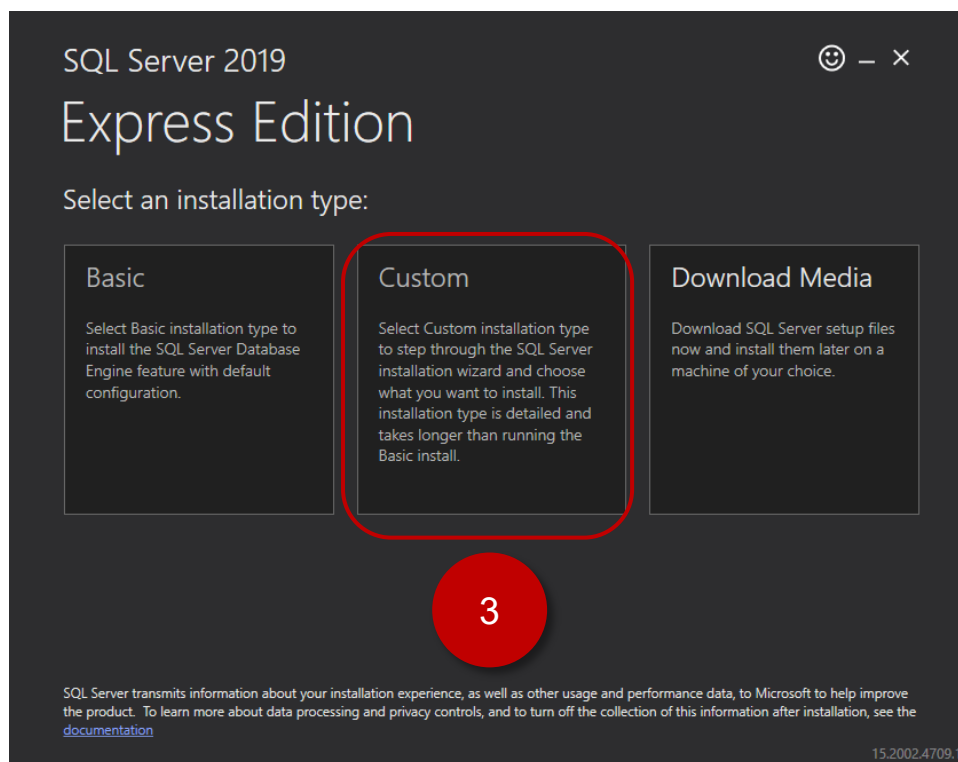 SQL Server 2019
Express Edition
Select an installation type:
Basic
Select Basic installation type to
install the SQL Server Database
Engine feature with default
configuration.
Custom
Select Custom installation type
to step through the SQL Server
installation wizard and choose
what you want to install. This
installation type is detailed and
takes longer than running the
Basic install.
Download Media
Download SQL Server setup files
now and install them later on a
machine of your choice.
3
SQL Server transmits information about your installation experience, as well as other usage and performance data, to Microsoft to help improve
the product. To learn more about data processing and privacy controls, and to turn off the collection of this information after installation, see the
documentation
15.2002.4709.1